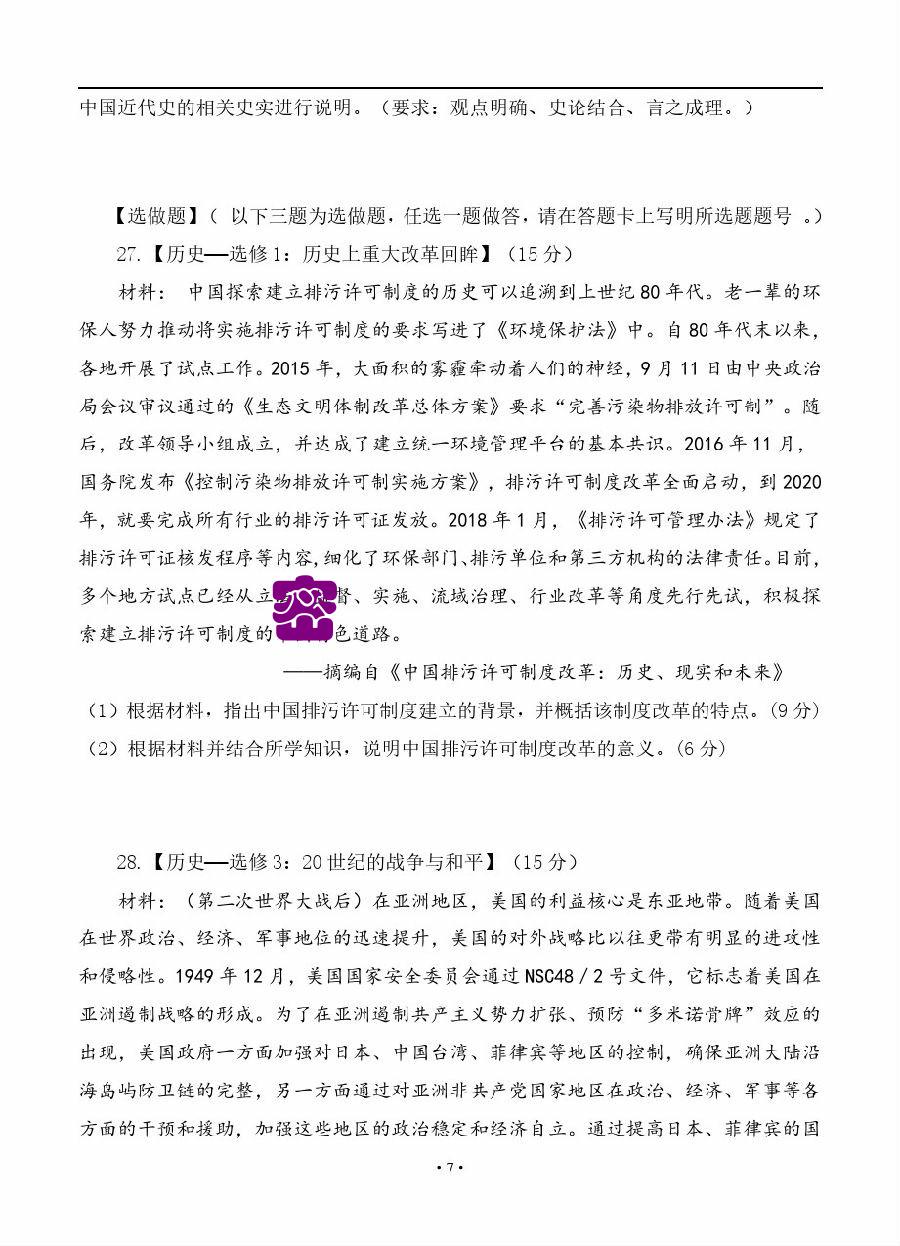 中国近代史的相关史实进行说明。（要求：观点明确、史论结合、言之成理。）
【选做题】（ 以下三题为选做题，任选一题做答，请在答题卡上写明所选题题号 。）
27.【历史——选修1：历史上重大改革回眸】（15分）
材料： 中国探索建立排污许可制度的历史可以追溯到上世纪80年代。老一辈的环
保人努力推动将实施排污许可制度的要求写进了《环境保护法》中。自80年代末以来，
各地开展了试点工作。2015年，大面积的雾霾牵动着人们的神经，9月11日由中央政治
局会议审议通过的《生态文明体制改革总体方案》要求“完善污染物排放许可制”。随
后，改革领导小组成立，并达成了建立统一环境管理平台的基本共识。2016年11月，
国务院发布《控制污染物排放许可制实施方案》，排污许可制度改革全面启动，到2020
年，就要完成所有行业的排污许可证发放。2018年1月，《排污许可管理办法》规定了
排污许可证核发程序等内容，细化了环保部门、排污单位和第三方机构的法律责任。目前，
多个地方试点已经从立 督、实施、流域治理、行业改革等角度先行先试，积极探
索建立排污许可制度的 色道路。
——摘编自《中国排污许可制度改革：历史、现实和未来》
（1）根据材料，指出中国排污许可制度建立的背景，并概括该制度改革的特点。（9分）
（2）根据材料并结合所学知识，说明中国排污许可制度改革的意义。（6分）
28.【历史——选修3：20世纪的战争与和平】（15分）
材料：（第二次世界大战后）在亚洲地区，美国的利益核心是东亚地带。随着美国
在世界政治、经济、军事地位的迅速提升，美国的对外战略比以往更带有明显的进攻性
和侵略性。1949年12月，美国国家安全委员会通过NSC48／2号文件，它标志着美国在
亚洲遏制战略的形成。为了在亚洲遏制共产主义势力扩张、预防“多米诺骨牌”效应的
出现，美国政府一方面加强对日本、中国台湾、菲律宾等地区的控制，确保亚洲大陆沿
海岛屿防卫链的完整，另一方面通过对亚洲非共产党国家地区在政治、经济、军事等各
方面的干预和援助，加强这些地区的政治稳定和经济自立。通过提高日本、菲律宾的国
·7·